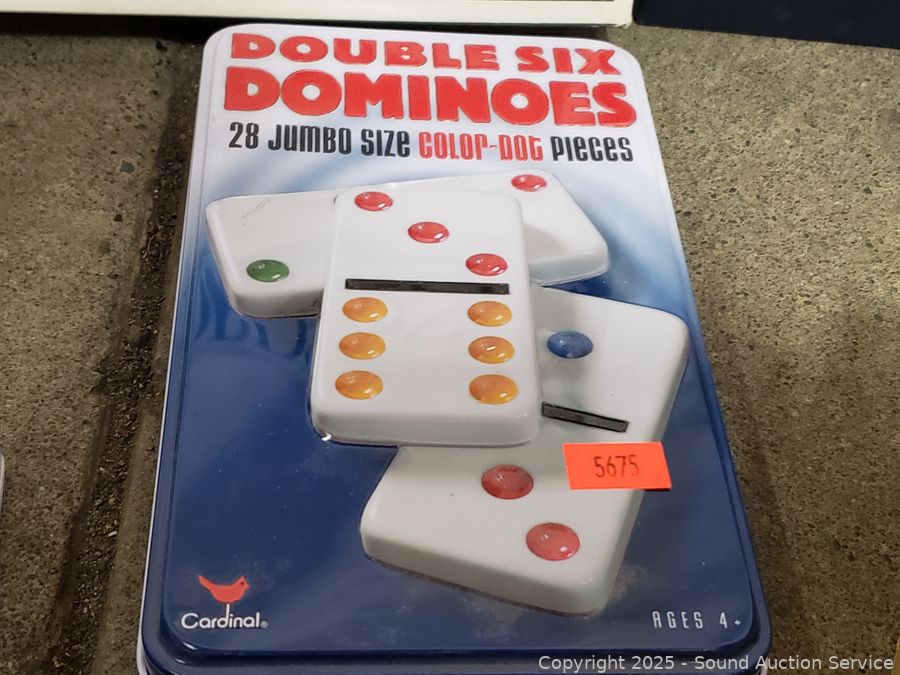 DOUBLE SIX
DOMINOES
28 JUMBO SIZE COLOR-DOT PIECES
5675
Cardinal®
AGES 4+
Copyright 2025 - Sound Auction Service